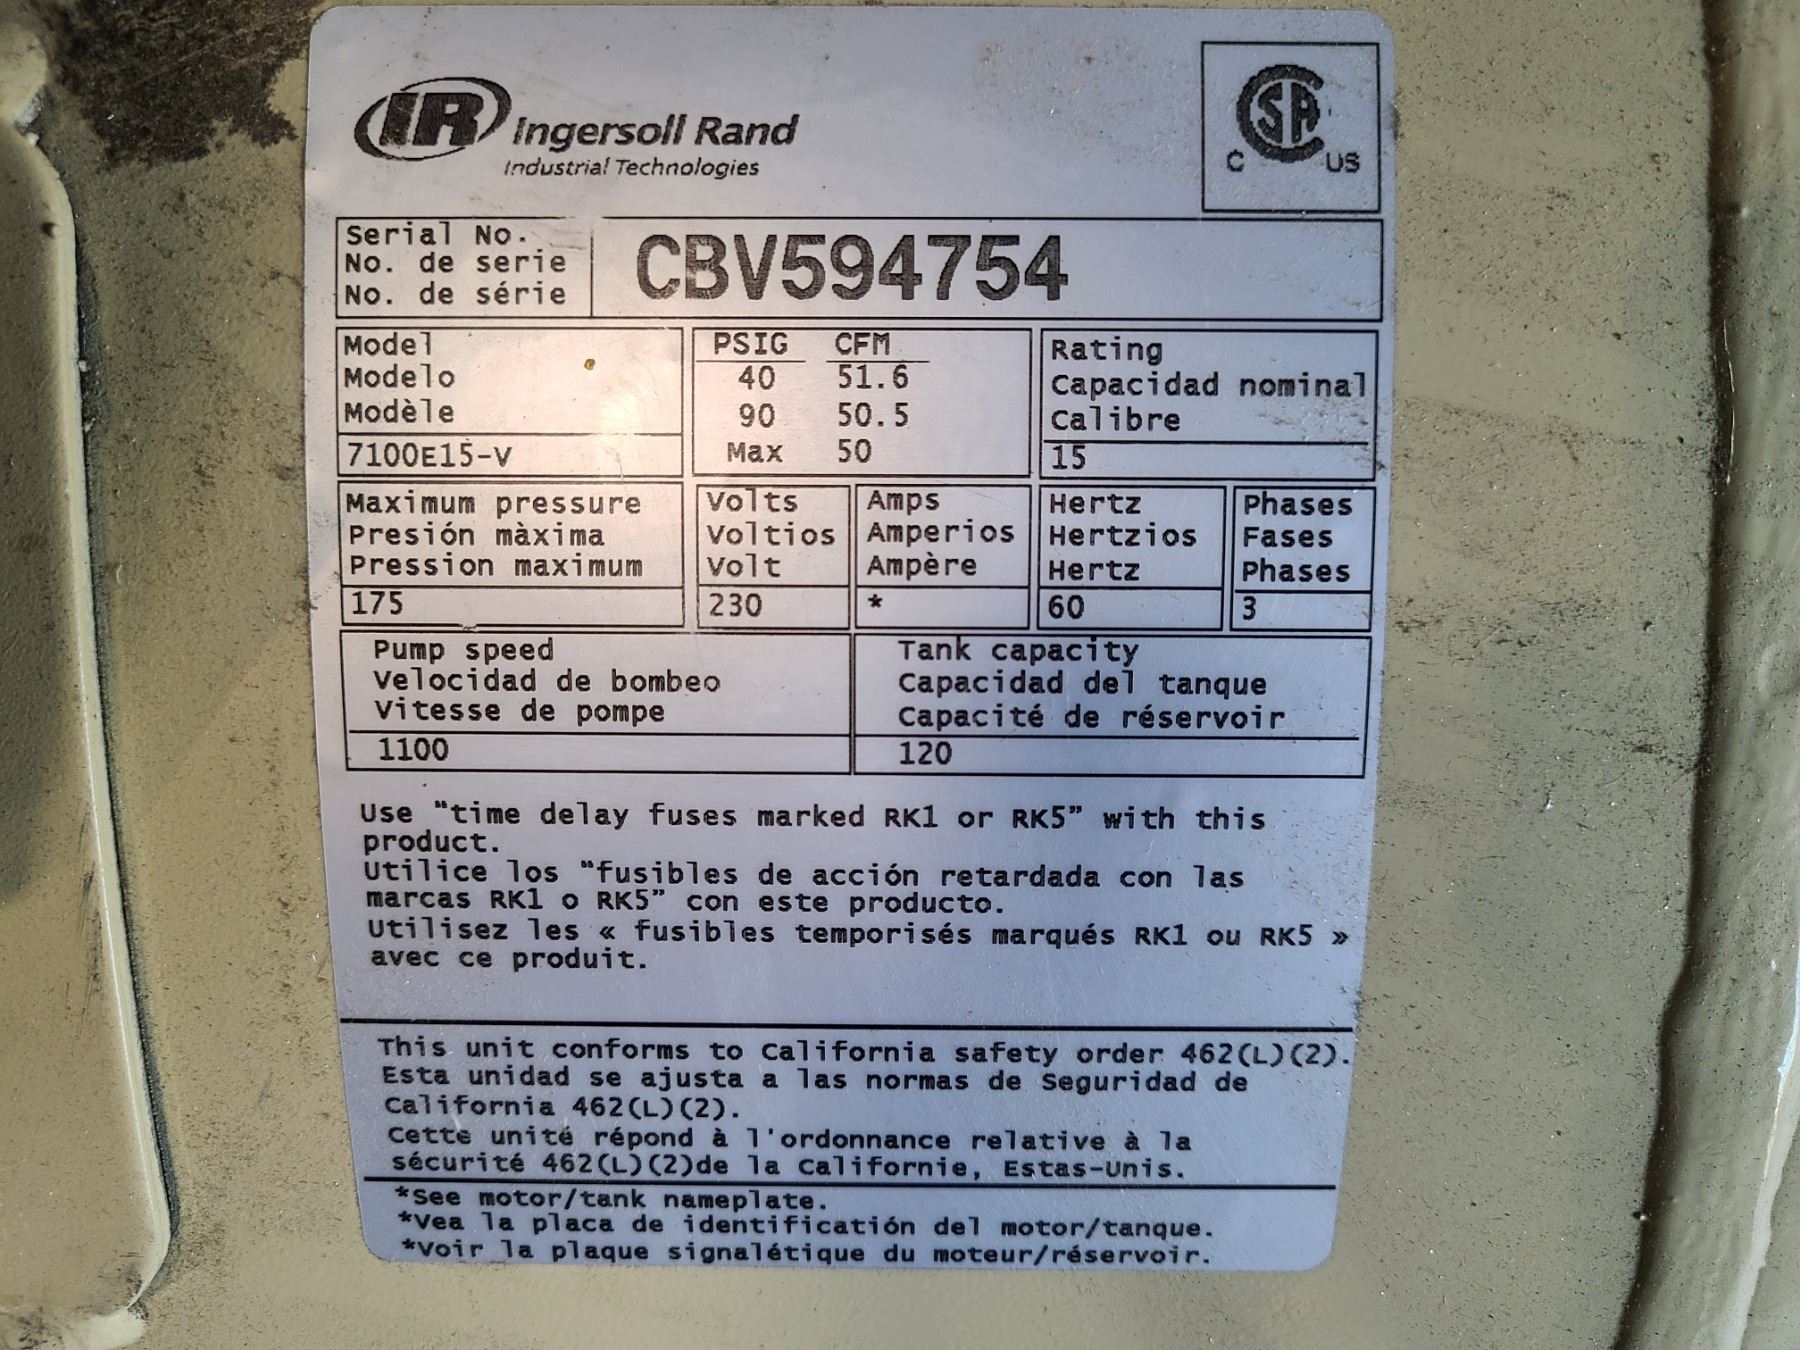 IR Ingersoll Rand
Industrial Technologies
CSA
C US
Serial No.
No. de serie
No. de série
CBV594754
Model
Modelo
Modèle
7100E15-V
PSIG CFM
40 51.6
90 50.5
Max 50
Rating
Capacidad nominal
Calibre
15
Maximum pressure
Presión màxima
Pression maximum
175
Volts
Voltios
Volt
230
Amps
Amperios
Ampère
*
Hertz
Hertzios
Hertz
60
Phases
Fases
Phases
3
Pump speed
Velocidad de bombeo
Vitesse de pompe
1100
Tank capacity
Capacidad del tanque
Capacité de réservoir
120
Use "time delay fuses marked RK1 or RK5" with this
product.
Utilice los "fusibles de acción retardada con las
marcas RK1 o RK5" con este producto.
Utilisez les « fusibles temporisés marqués RK1 ou RK5 »
avec ce produit.
This unit conforms to California safety order 462(L)(2).
Esta unidad se ajusta a las normas de Seguridad de
California 462(L)(2).
Cette unité répond à l'ordonnance relative à la
sécurité 462(L)(2)de la Californie, Estas-Unis.
*See motor/tank nameplate.
*Vea la placa de identificación del motor/tanque.
*Voir la plaque signalétique du moteur/réservoir.